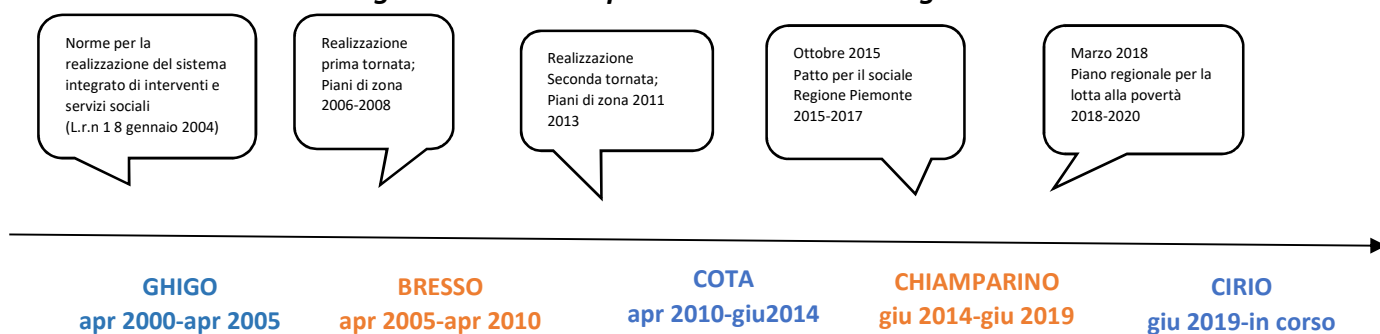 Norme per la
realizzazione del sistema
integrato di interventi e
servizi sociali
(L.r.n 1 8 gennaio 2004)
Realizzazione
prima tornata;
Piani di zona
2006-2008
Realizzazione
Seconda tornata;
Piani di zona 2011
2013
Ottobre 2015
Patto per il sociale
Regione Piemonte
2015-2017
Marzo 2018
Piano regionale per la
lotta alla povertà
2018-2020
GHIGO
apr 2000-apr 2005
BRESSO
apr 2005-apr 2010
COTA
apr 2010-giu2014
CHIAMPARINO
giu 2014-giu 2019
CIRIO
giu 2019-in corso